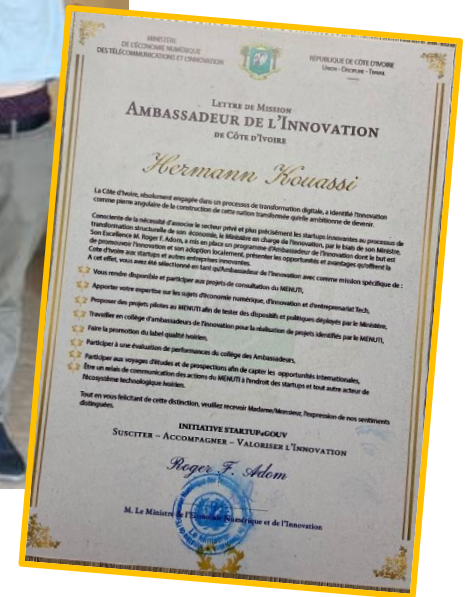 MINISTÈRE
DE L'ÉCONOMIE NUMÉRIQUE
DES TÉLÉCOMMUNICATIONS ET L'INNOVATION
RÉPUBLIQUE DE CÔTE D'IVOIRE
Union - Discipline - Travail
LETTRE DE MISSION
AMBASSADEUR DE L'INNOVATION
DE CÔTE D'IVOIRE
Hermann Kouassi
La Côte d'Ivoire, résolument engagée dans un processus de transformation digitale, a identifié l'innovation
comme pierre angulaire de la construction de cette nation transformée qu'elle ambitionne de devenir.
Consciente de la nécessité d'associer le secteur privé et plus précisément les startups innovantes au processus de
transformation structurelle de son économie, le Ministère en charge de l'innovation, par le biais de son Ministre,
Son Excellence M. Roger F. Adom, a mis en place un programme d'Ambassadeur de l'innovation dont le but est
de promouvoir l'innovation et son adoption localement, présenter les opportunités et avantages qu'offrent la
Cote d'Ivoire aux startups et autres entreprises innovantes.
A cet effet, vous avez été sélectionné en tant qu'Ambassadeur de l'innovation avec comme mission spécifique de :
Vous rendre disponible et participer aux projets de consultation du MENUTI,
Apporter votre expertise sur les sujets d'économie numérique, d'innovation et d'entreprenariat Tech,
Proposer des projets pilotes au MENUTI afin de tester des dispositifs et politiques déployés par le Ministère,
Travailler en collège d'ambassadeurs de l'innovation pour la réalisation de projets identifiés par le MENUTI,
Faire la promotion du label qualité ivoirien,
Participer à une évaluation de performances du collège des Ambassadeurs,
Participer aux voyages d'études et de prospections afin de capter les opportunités internationales,
Être un relais de communication des actions du MENUTI à l'endroit des startups et tout autre acteur de
l'écosystème technologique ivoirien.
Tout en vous félicitant de cette distinction, veuillez recevoir Madame/Monsieur, l'expression de nos sentiments
distingués.
INITIATIVE STARTUP4GOUV
SUSCITER – ACCOMPAGNER – VALORISER L'INNOVATION
Roger F. Adom
M. Le Ministre de l'Economie Numérique et de l'Innovation